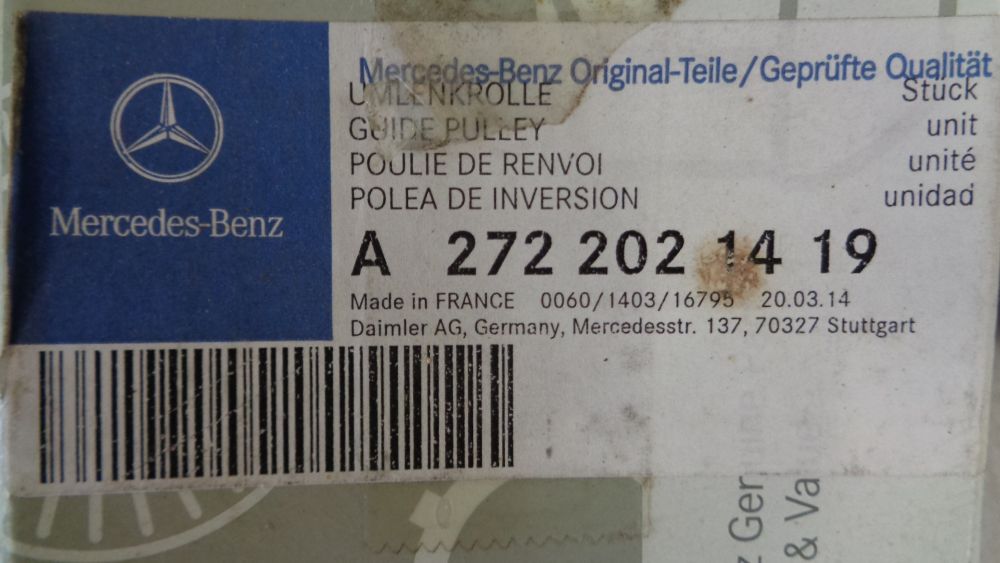 Mercedes-Benz Original-Teile/Geprüfte Qualität
UMLENKROLLE Stück
GUIDE PULLEY unit
POULIE DE RENVOI unité
POLEA DE INVERSION unidad
Mercedes-Benz
A 272 202 14 19
Made in FRANCE 0060/1403/16795 20.03.14
Daimler AG, Germany, Mercedesstr. 137, 70327 Stuttgart